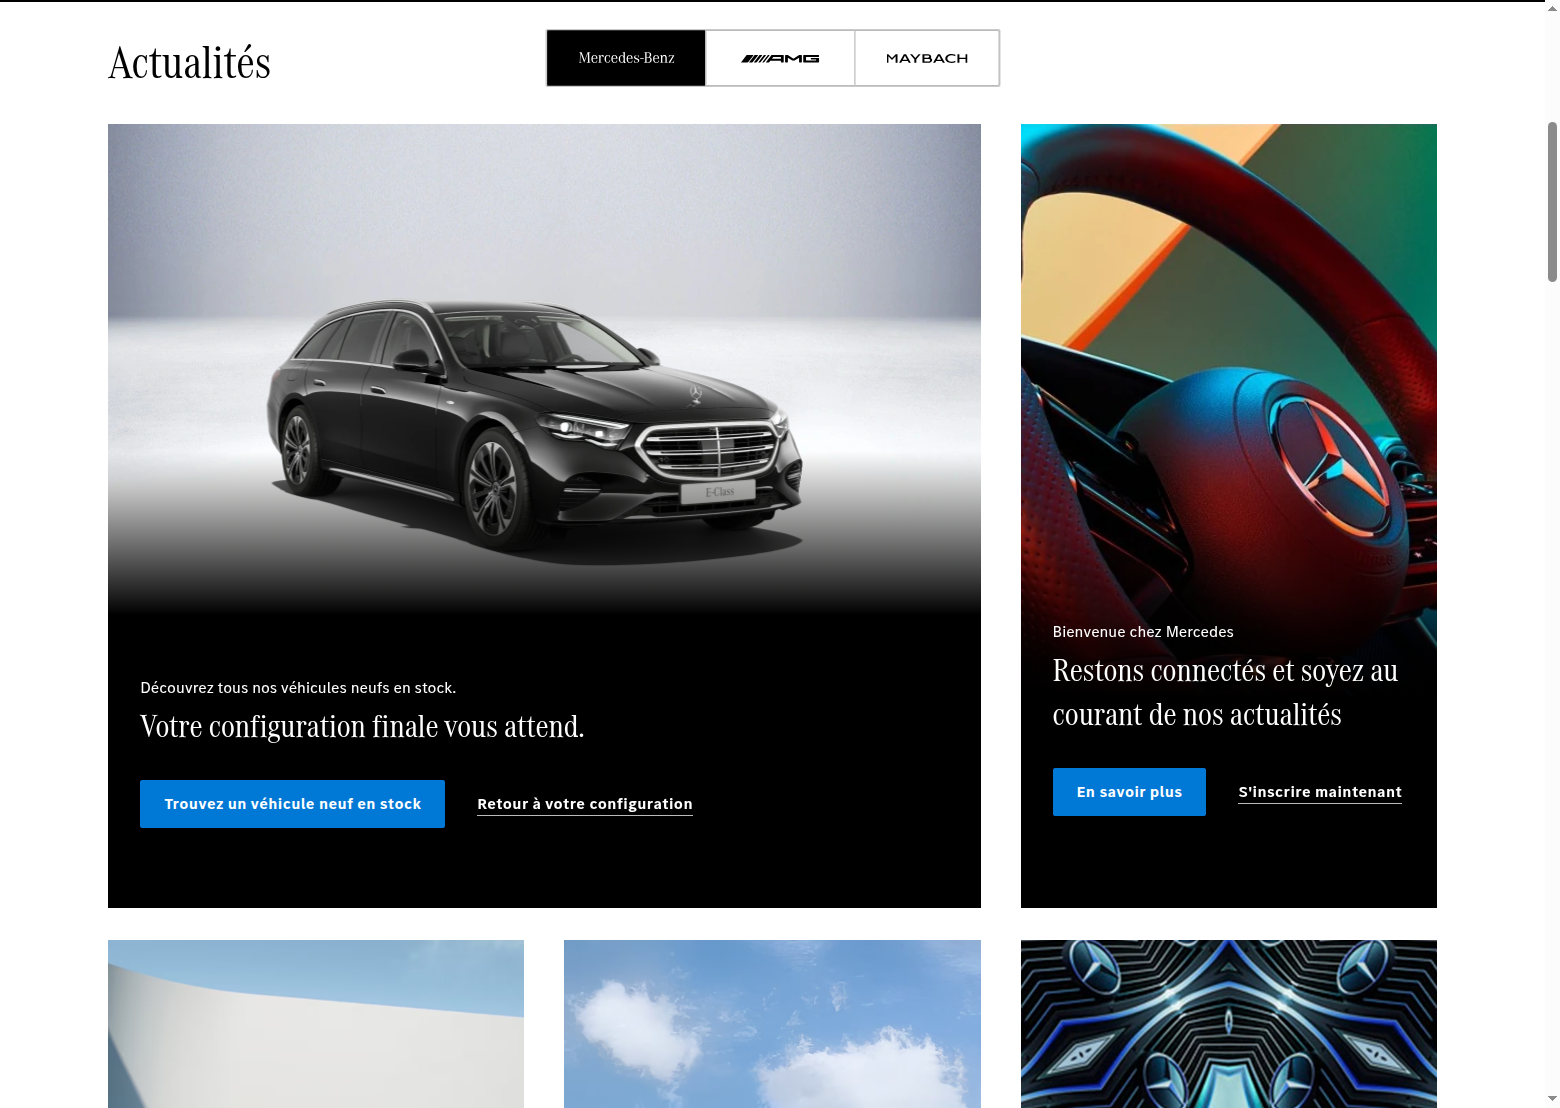 Actualités
Mercedes-Benz
AMG
MAYBACH
E-Class
Découvrez tous nos véhicules neufs en stock.
Votre configuration finale vous attend.
Trouvez un véhicule neuf en stock
Retour à votre configuration
Bienvenue chez Mercedes
Restons connectés et soyez au
courant de nos actualités
En savoir plus
S'inscrire maintenant